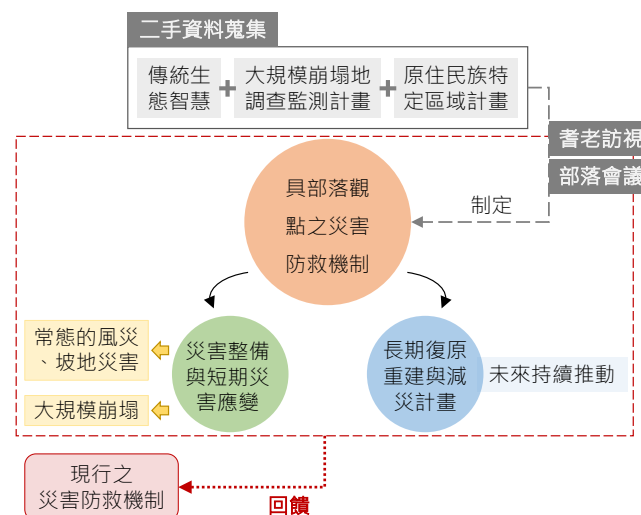 二手資料蒐集
傳統生
態智慧
+
大規模崩塌地
調查監測計畫
+
原住民族特
定區域計畫
耆老訪視
部落會議
制定
具部落觀
點之災害
防救機制
常態的風災
、坡地災害
大規模崩塌
災害整備
與短期災
害應變
長期復原
重建與減
災計畫
未來持續推動
現行之
災害防救機制
回饋